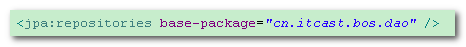 <jpa:repositories base-package="cn.itcast.bos.dao" />